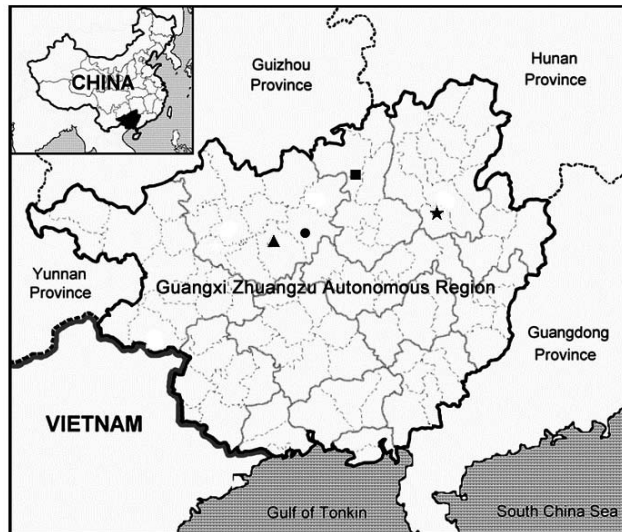 CHINA
Guizhou
Province
Hunan
Province
Yunnan
Province
Guangxi Zhuangzu Autonomous Region
Guangdong
Province
VIETNAM
Gulf of Tonkin
South China Sea